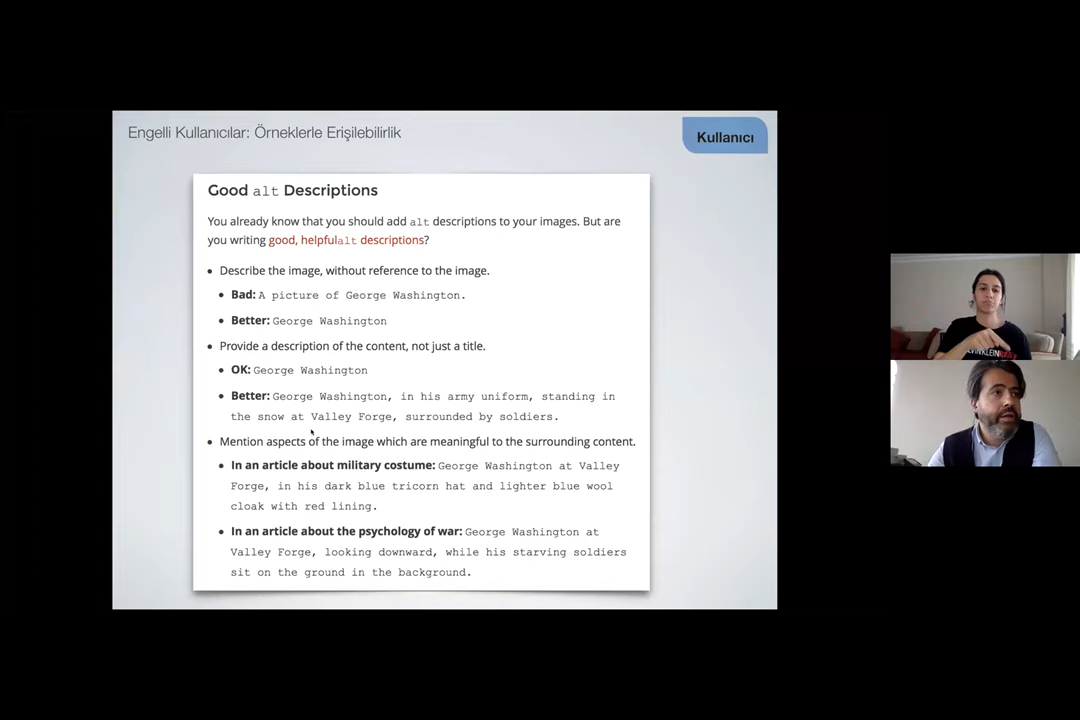 Engelli Kullanıcılar: Örneklerle Erişilebilirlik
Kullanıcı
Good alt Descriptions
You already know that you should add alt descriptions to your images. But are
you writing good, helpfulalt descriptions?
Describe the image, without reference to the image.
Bad: A picture of George Washington.
Better: George Washington
Provide a description of the content, not just a title.
OK: George Washington
Better: George Washington, in his army uniform, standing in
the snow at Valley Forge, surrounded by soldiers.
Mention aspects of the image which are meaningful to the surrounding content.
In an article about military costume: George Washington at Valley
Forge, in his dark blue tricorn hat and lighter blue wool
cloak with red lining.
In an article about the psychology of war: George Washington at
Valley Forge, looking downward, while his starving soldiers
sit on the ground in the background.